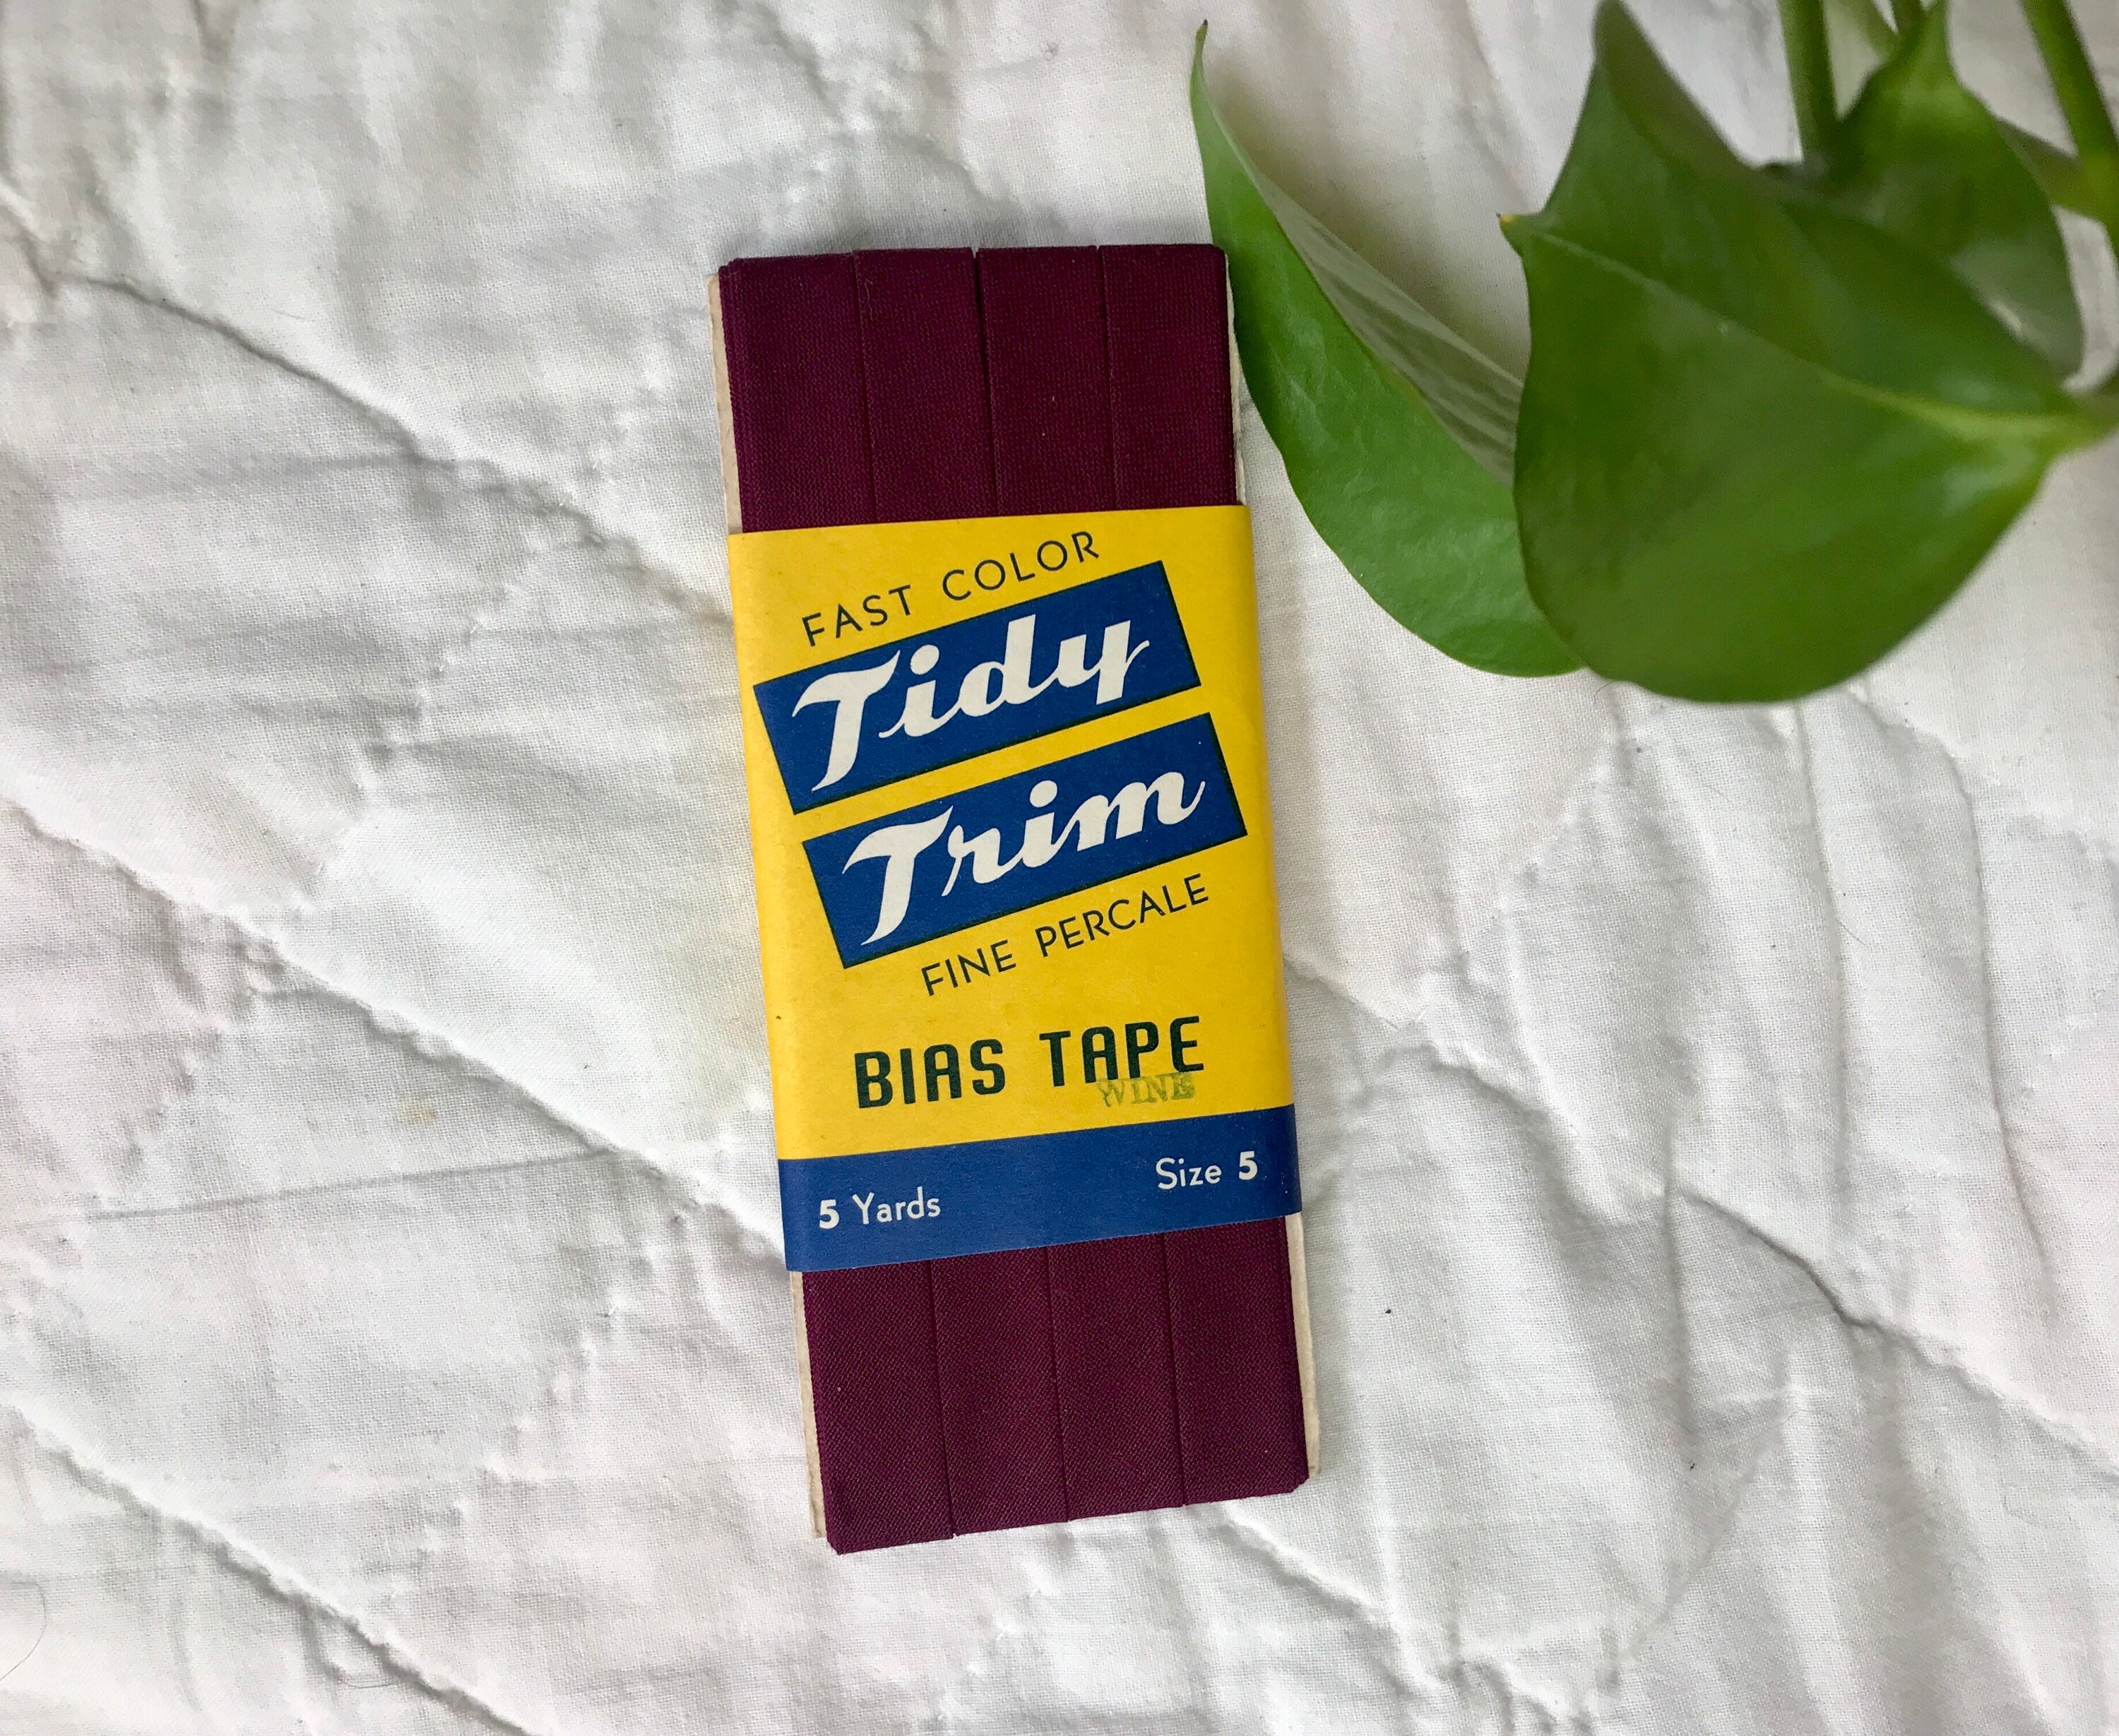 FAST COLOR
Tidy
Trim
FINE PERCALE
BIAS TAPE
WINE
5 Yards
Size 5